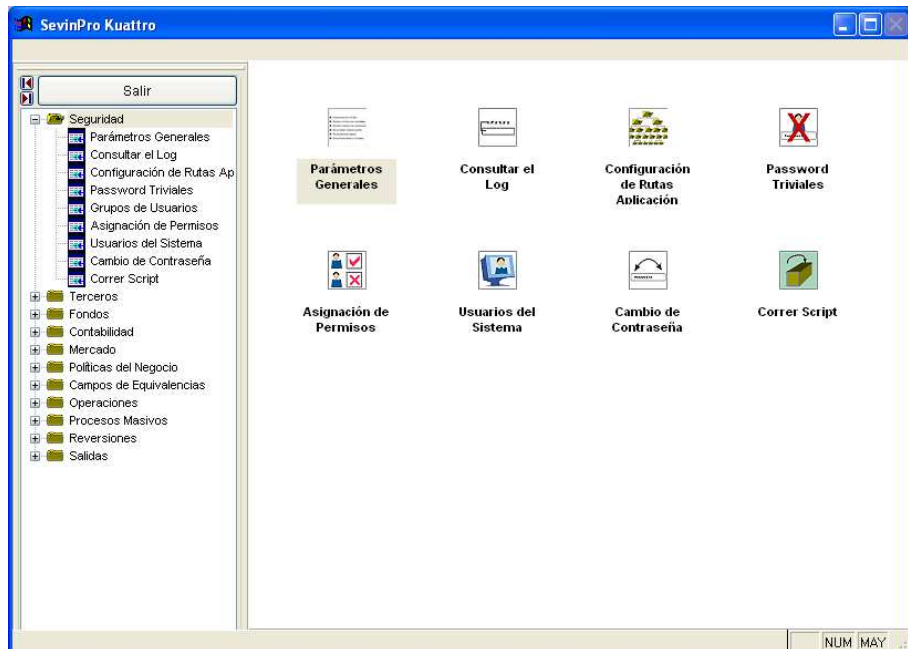 SevinPro Kuattro
Salir
Seguridad
Parámetros Generales
Consultar el Log
Configuración de Rutas Ap
Password Triviales
Grupos de Usuarios
Asignación de Permisos
Usuarios del Sistema
Cambio de Contraseña
Correr Script
Terceros
Fondos
Contabilidad
Mercado
Políticas del Negocio
Campos de Equivalencias
Operaciones
Procesos Masivos
Reversiones
Salidas
Parámetros
Generales
Consultar el
Log
Configuración
de Rutas
Aplicación
Password
Triviales
Asignación de
Permisos
Usuarios del
Sistema
Cambio de
Contraseña
Correr Script
NUM MAY